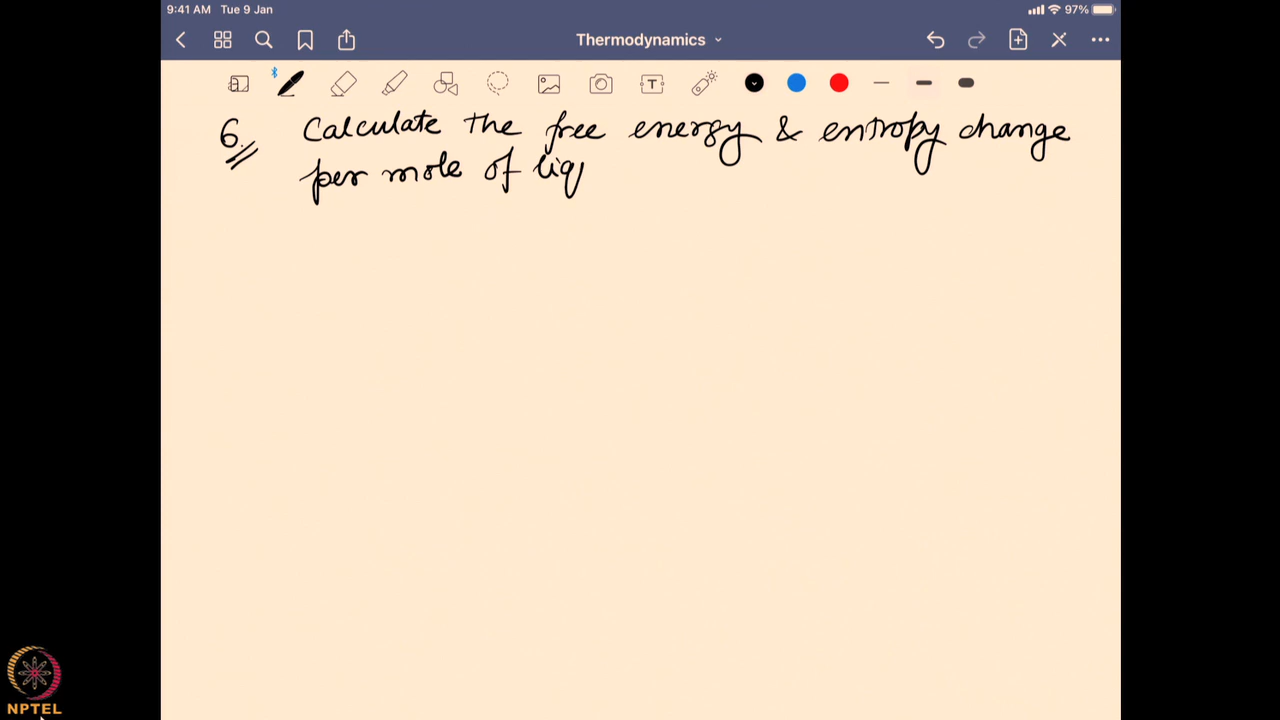 9:41 AM Tue 9 Jan 97%
Thermodynamics
T
6. Calculate the free energy & entropy change
per mole of liq
NPTEL